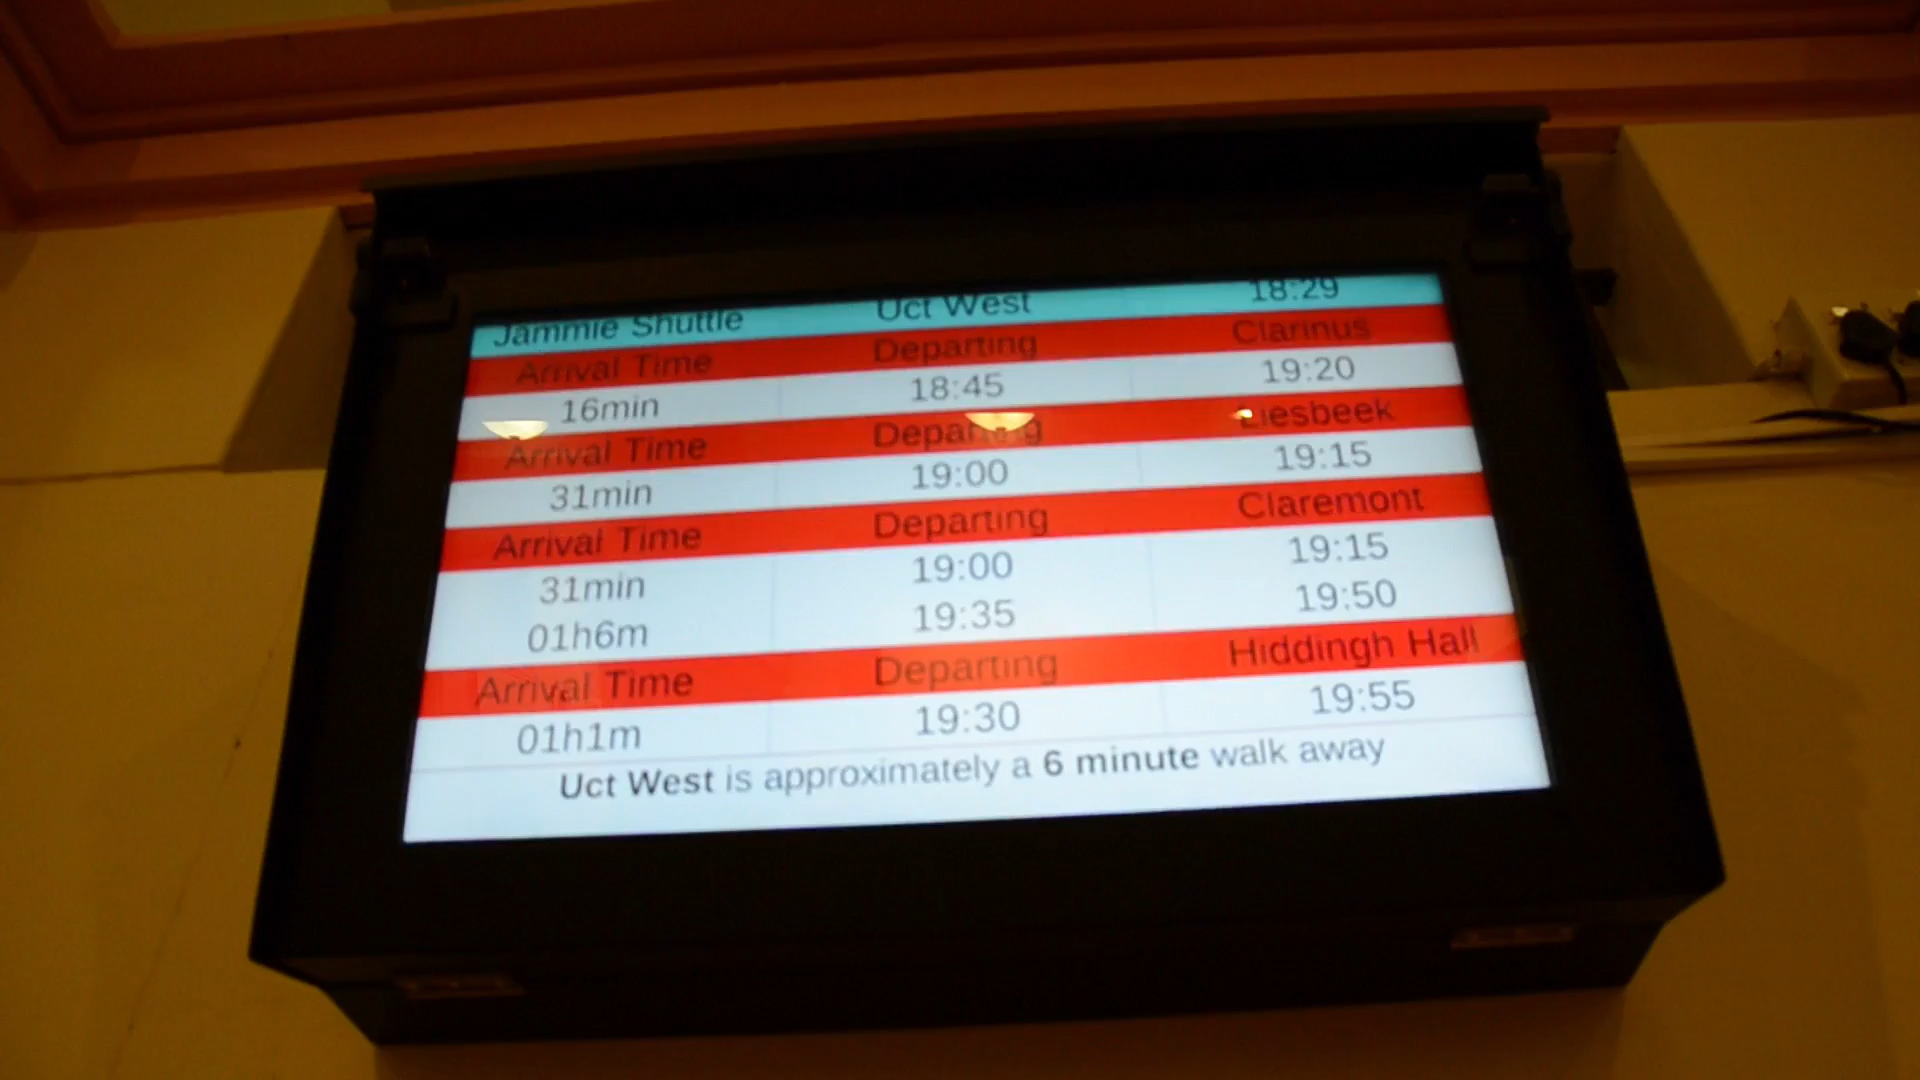 Jammie Shuttle Uct West 18:29
Arrival Time Departing Clarinus
16min 18:45 19:20
Arrival Time Departing Liesbeek
31min 19:00 19:15
Arrival Time Departing Claremont
31min 19:00 19:15
01h6m 19:35 19:50
Arrival Time Departing Hiddingh Hall
01h1m 19:30 19:55
Uct West is approximately a 6 minute walk away